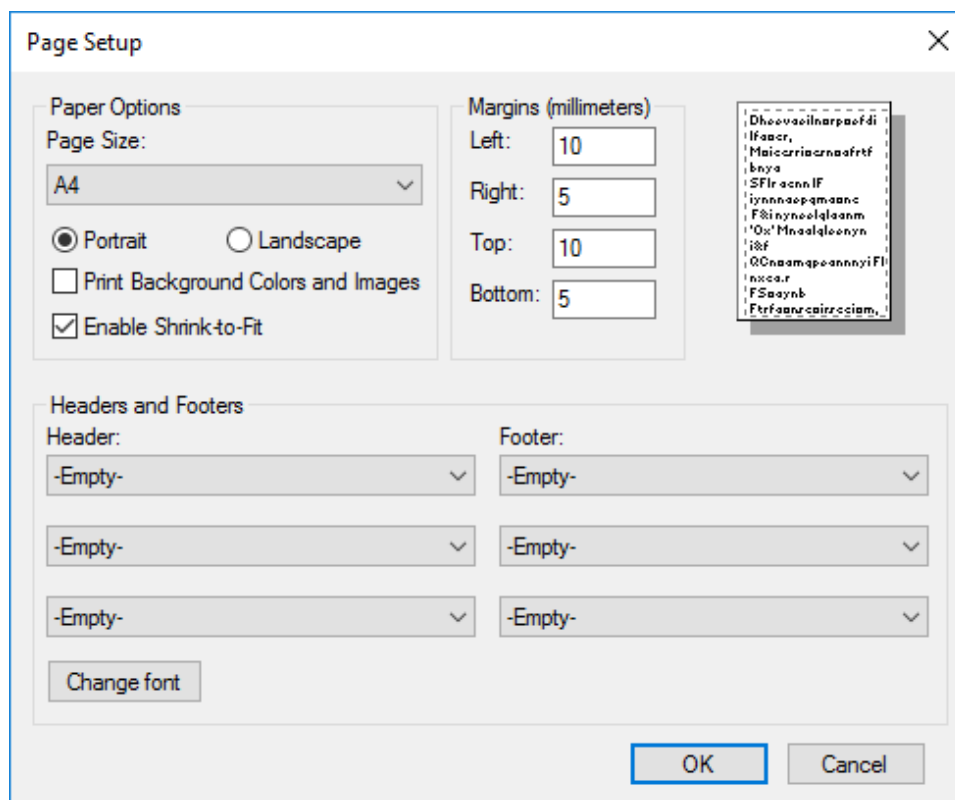 Page Setup
Paper Options
Page Size:
A4
Portrait
Landscape
Print Background Colors and Images
Enable Shrink-to-Fit
Margins (millimeters)
Left:
10
Right:
5
Top:
10
Bottom:
5
Headers and Footers
Header:
Footer:
-Empty-
-Empty-
-Empty-
-Empty-
-Empty-
-Empty-
Change font
OK
Cancel